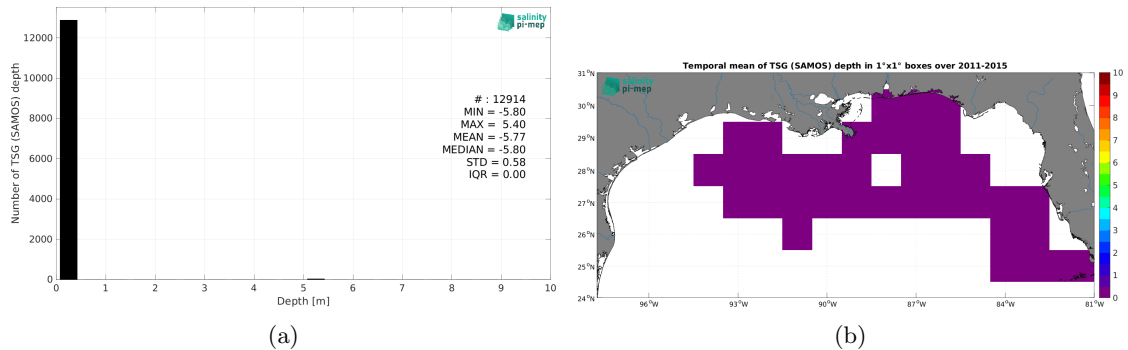 salinity
pi-mep
Number of TSG (SAMOS) depth
12000
10000
8000
6000
4000
2000
0
# : 12914
MIN = -5.80
MAX = 5.40
MEAN = -5.77
MEDIAN = -5.80
STD = 0.58
IQR = 0.00
0 1 2 3 4 5 6 7 8 9 10
Depth [m]
(a)
Temporal mean of TSG (SAMOS) depth in 1°x1° boxes over 2011-2015
salinity
pi-mep
31°N
30°N
29°N
28°N
27°N
26°N
25°N
24°N
96°W 93°W 90°W 87°W 84°W 81°W
10
9
8
7
6
5
4
3
2
1
0
(b)